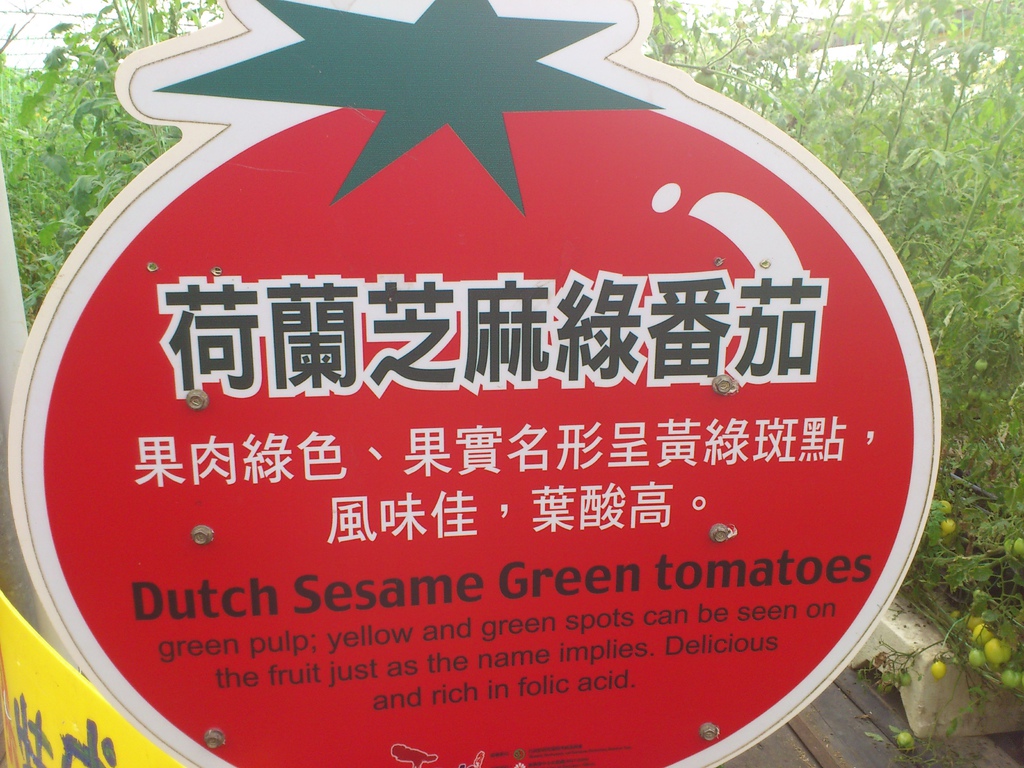 荷蘭芝麻綠番茄
果肉綠色、果實名形呈黃綠斑點，
風味佳，葉酸高。
Dutch Sesame Green tomatoes
green pulp; yellow and green spots can be seen on
the fruit just as the name implies. Delicious
and rich in folic acid.